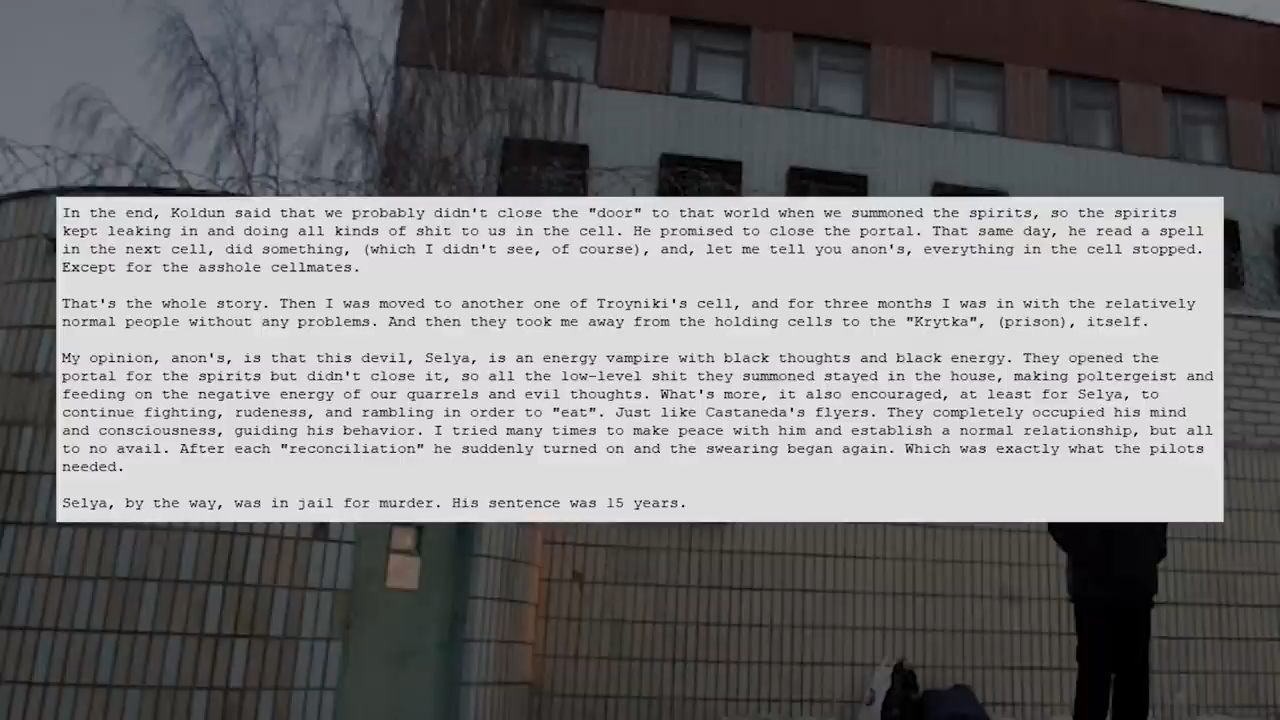 In the end, Koldun said that we probably didn't close the "door" to that world when we summoned the spirits, so the spirits
kept leaking in and doing all kinds of shit to us in the cell. He promised to close the portal. That same day, he read a spell
in the next cell, did something, (which I didn't see, of course), and, let me tell you anon's, everything in the cell stopped.
Except for the asshole cellmates.
That's the whole story. Then I was moved to another one of Troyniki's cell, and for three months I was in with the relatively
normal people without any problems. And then they took me away from the holding cells to the "Krytka", (prison), itself.
My opinion, anon's, is that this devil, Selya, is an energy vampire with black thoughts and black energy. They opened the
portal for the spirits but didn't close it, so all the low-level shit they summoned stayed in the house, making poltergeist and
feeding on the negative energy of our quarrels and evil thoughts. What's more, it also encouraged, at least for Selya, to
continue fighting, rudeness, and rambling in order to "eat". Just like Castaneda's flyers. They completely occupied his mind
and consciousness, guiding his behavior. I tried many times to make peace with him and establish a normal relationship, but all
to no avail. After each "reconciliation" he suddenly turned on and the swearing began again. Which was exactly what the pilots
needed.
Selya, by the way, was in jail for murder. His sentence was 15 years.